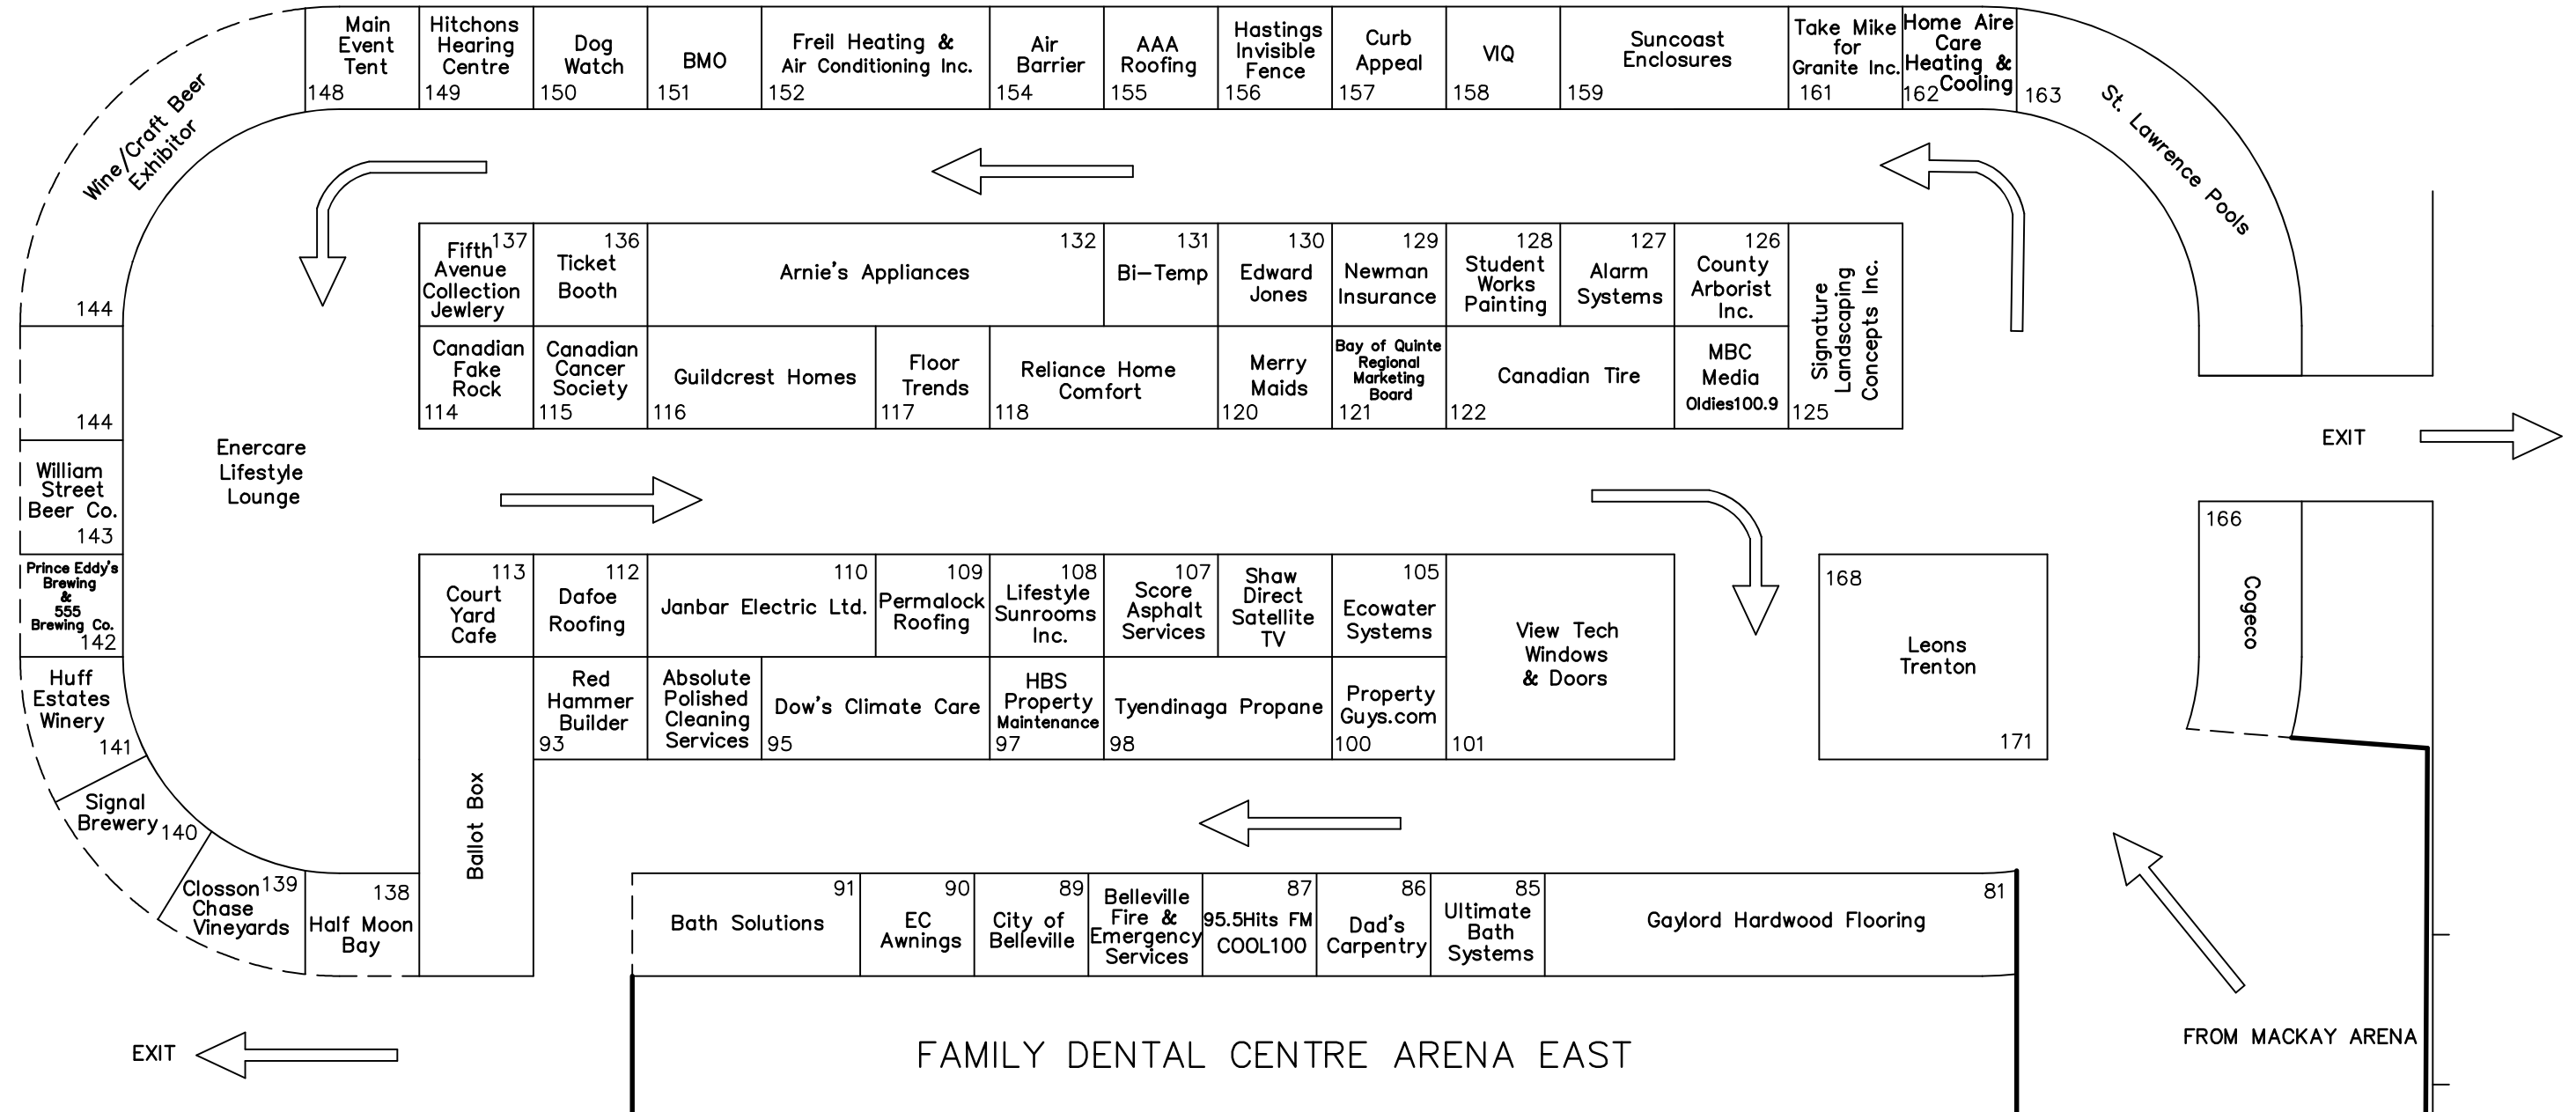 Main
Event
Tent
148
Hitchons
Hearing
Centre
149
Dog
Watch
150
BMO
151
Freil Heating &
Air Conditioning Inc.
152
Air
Barrier
154
AAA
Roofing
155
Hastings
Invisible
Fence
156
Curb
Appeal
157
VIQ
158
Suncoast
Enclosures
159
Take Mike
for
Granite Inc.
161
Home Aire
Care
Heating &
Cooling
162
163
St. Lawrence Pools
Wine/Craft Beer
Exhibitor
144
137
Fifth
Avenue
Collection
Jewlery
136
Ticket
Booth
132
Arnie's Appliances
131
Bi-Temp
130
Edward
Jones
129
Newman
Insurance
128
Student
Works
Painting
127
Alarm
Systems
126
County
Arborist
Inc.
Signature
Landscaping
Concepts Inc.
125
Canadian
Fake
Rock
114
Canadian
Cancer
Society
115
Guildcrest Homes
116
Floor
Trends
117
Reliance Home
Comfort
118
Merry
Maids
120
Bay of Quinte
Regional
Marketing
Board
121
Canadian Tire
122
MBC
Media
Oldies100.9
144
Enercare
Lifestyle
Lounge
EXIT
William
Street
Beer Co.
143
Prince Eddy's
Brewing
&
555
Brewing Co.
142
Huff
Estates
Winery
141
Signal
Brewery
140
Closson
Chase
Vineyards
139
138
Half Moon
Bay
113
Court
Yard
Cafe
112
Dafoe
Roofing
110
Janbar Electric Ltd.
109
Permalock
Roofing
108
Lifestyle
Sunrooms
Inc.
107
Score
Asphalt
Services
Shaw
Direct
Satellite
TV
105
Ecowater
Systems
View Tech
Windows
& Doors
101
168
Leons
Trenton
171
166
Cogeco
Ballot Box
Red
Hammer
Builder
93
Absolute
Polished
Cleaning
Services
Dow's Climate Care
95
HBS
Property
Maintenance
97
Tyendinaga Propane
98
Property
Guys.com
100
91
Bath Solutions
90
EC
Awnings
89
City of
Belleville
Belleville
Fire &
Emergency
Services
87
95.5Hits FM
COOL100
86
Dad's
Carpentry
85
Ultimate
Bath
Systems
81
Gaylord Hardwood Flooring
EXIT
FAMILY DENTAL CENTRE ARENA EAST
FROM MACKAY ARENA